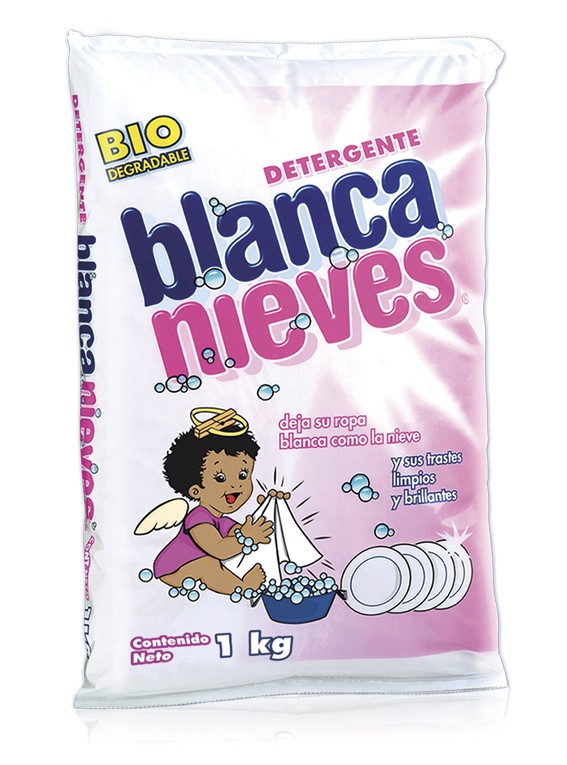 BIO
DEGRADABLE
DETERGENTE
blanca
nieves
deja su ropa
blanca como la nieve
y sus trastes
limpios
y brillantes
Contenido
Neto 1 kg
DETERGENTE
blanca nieves